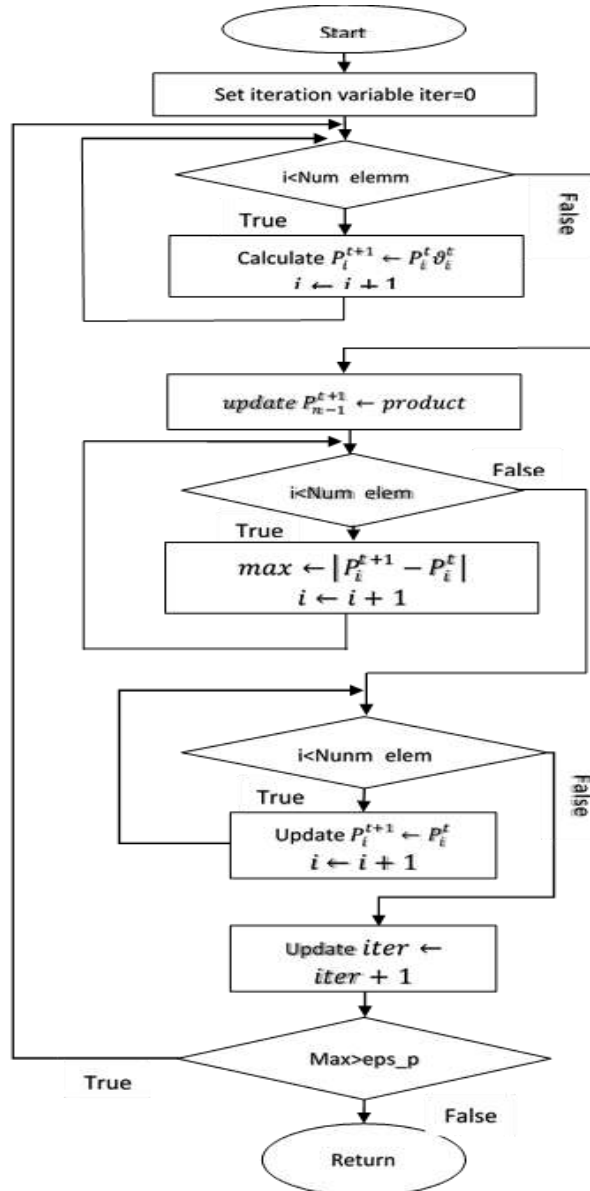 Start
Set iteration variable iter=0
i<Num elemm
True
False
Calculate P_i^{t+1} ← P_i^t ϑ_i^t
i ← i + 1
update P_{n-1}^{t+1} ← product
i<Num elem
False
True
max ← |P_i^{t+1} − P_i^t|
i ← i + 1
i<Nunm elem
True
False
Update P_i^{t+1} ← P_i^t
i ← i + 1
Update iter ←
iter + 1
Max>eps_p
True
False
Return